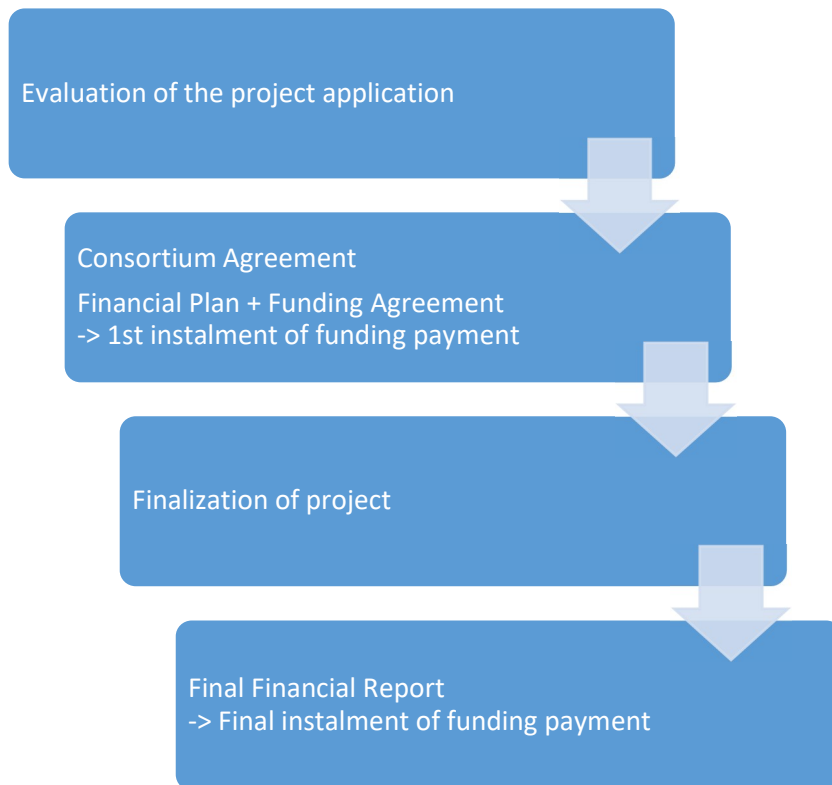 Evaluation of the project application
Consortium Agreement
Financial Plan + Funding Agreement
-> 1st instalment of funding payment
Finalization of project
Final Financial Report
-> Final instalment of funding payment